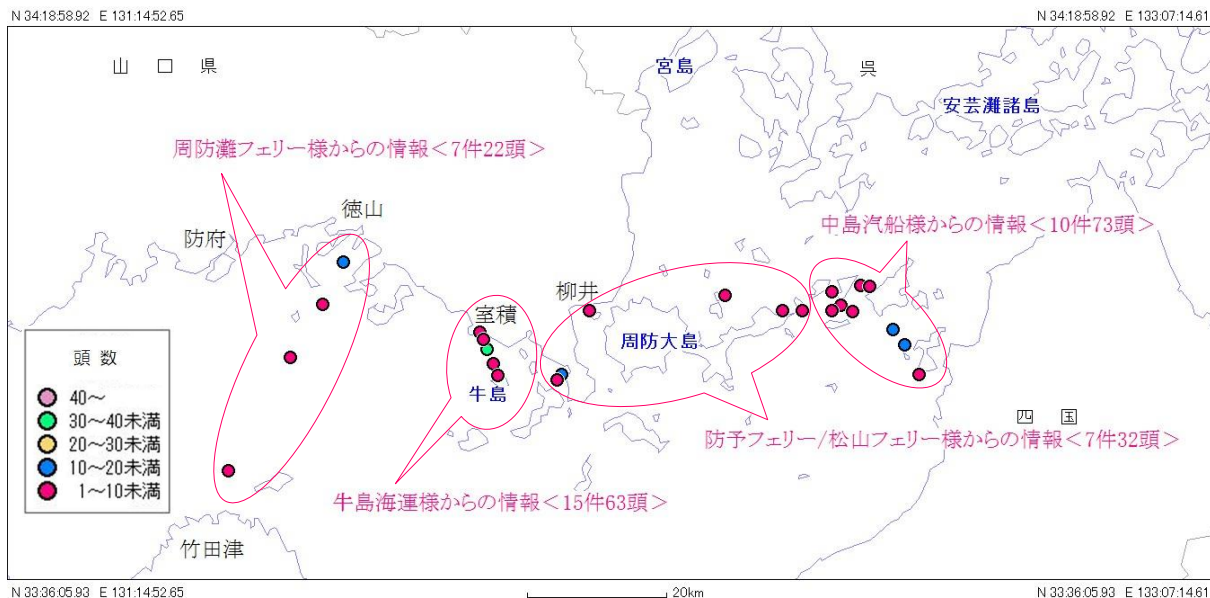 N 34:18:58.92 E 131:14:52.65
N 34:18:58.92 E 133:07:14.61
山 口 県
宮島
呉
安芸灘諸島
周防灘フェリー様からの情報＜7件22頭＞
徳山
防府
中島汽船様からの情報＜10件73頭＞
柳井
室積
周防大島
牛島
頭 数
40～
30～40未満
20～30未満
10～20未満
1～10未満
四 国
防予フェリー/松山フェリー様からの情報＜7件32頭＞
牛島海運様からの情報＜15件63頭＞
竹田津
N 33:36:05.93 E 131:14:52.65
20km
N 33:36:05.93 E 133:07:14.61